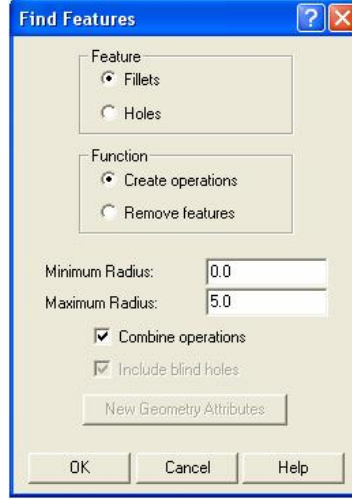 Find Features
Feature
Fillets
Holes
Function
Create operations
Remove features
Minimum Radius: 0.0
Maximum Radius: 5.0
Combine operations
Include blind holes
New Geometry Attributes
OK Cancel Help